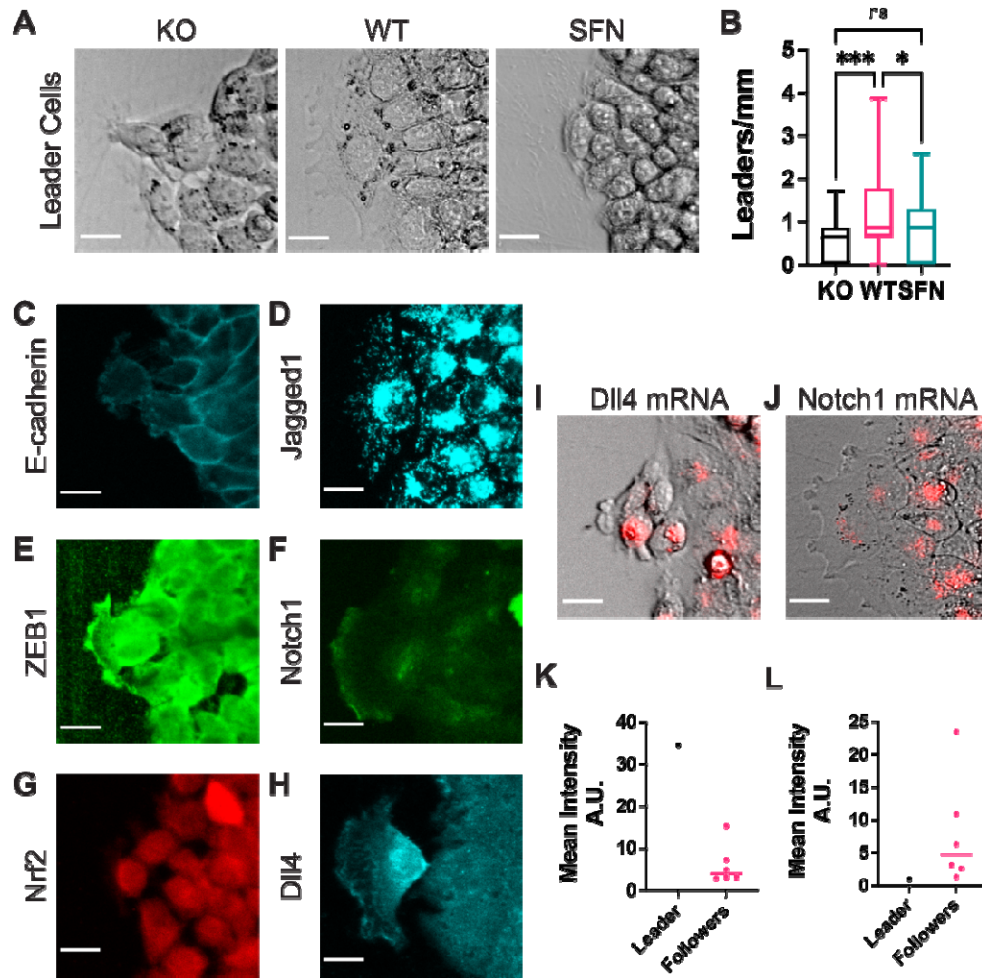 A
KO
WT
SFN
Leader Cells
B
ns
***
*
Leaders/mm
5
4
3
2
1
0
KO WT SFN
C
E-cadherin
D
Jagged1
E
ZEB1
F
Notch1
G
Nrf2
H
Dll4
I
Dll4 mRNA
J
Notch1 mRNA
K
Mean Intensity
A.U.
40
30
20
10
0
Leader
Followers
L
Mean Intensity
A.U.
25
20
15
10
5
0
Leader
Followers